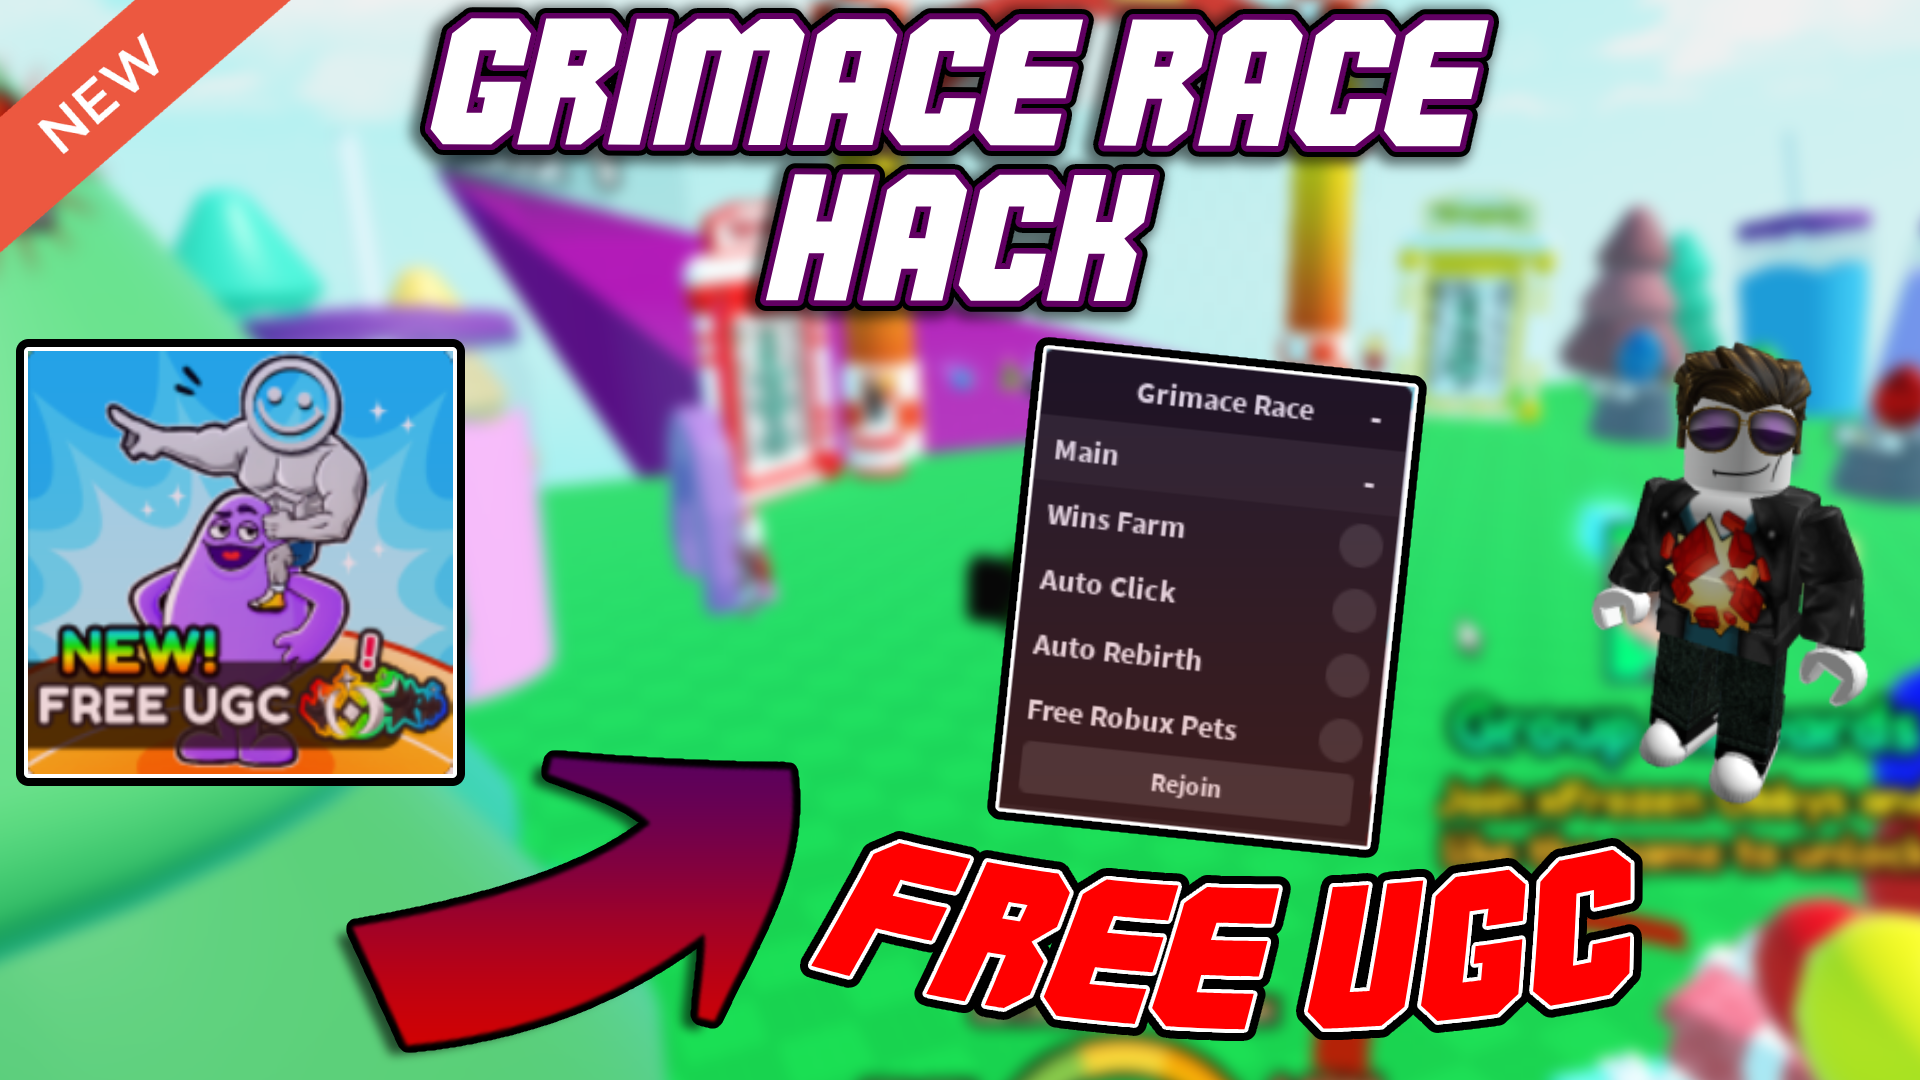 NEW
GRIMACE RACE
HACK
NEW!
FREE UGC
Grimace Race -
Main -
Wins Farm
Auto Click
Auto Rebirth
Free Robux Pets
Rejoin
FREE UGC